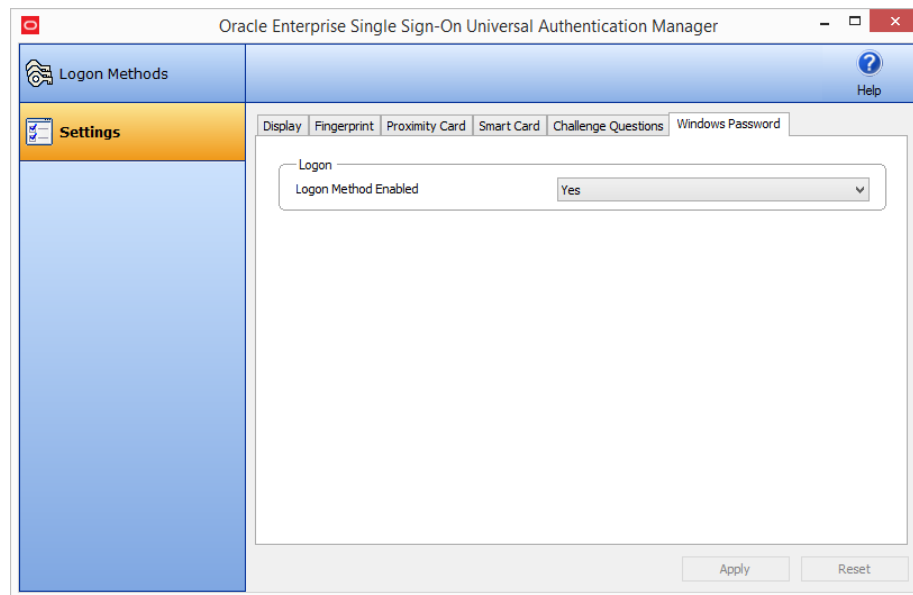 Oracle Enterprise Single Sign-On Universal Authentication Manager
Logon Methods
Help
Settings
Display Fingerprint Proximity Card Smart Card Challenge Questions Windows Password
Logon
Logon Method Enabled Yes
Apply Reset